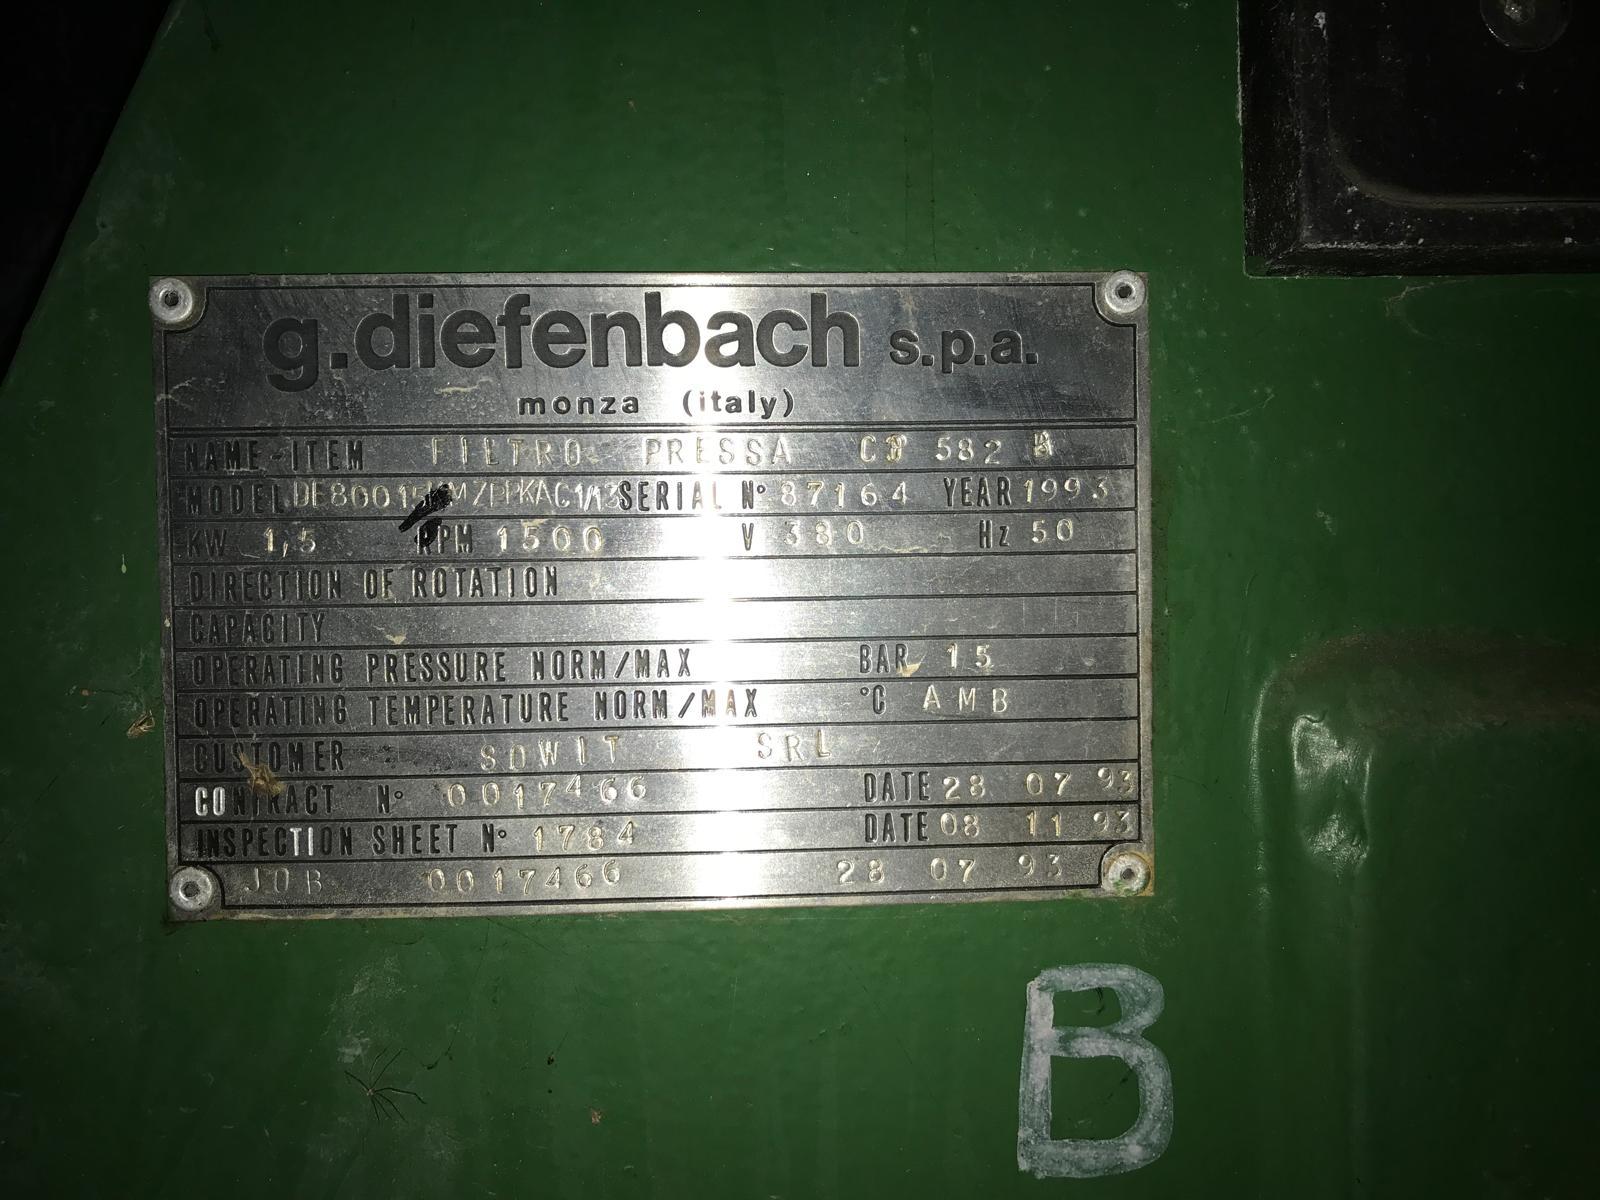 g.diefenbach s.p.a.
monza (italy)
NAME-ITEM FILTRO PRESSA 582 B
MODEL SERIAL N° 87164 YEAR 1993
KW 1,5 RPM 1500 V 380 Hz 50
DIRECTION OF ROTATION
CAPACITY
OPERATING PRESSURE NORM/MAX BAR 15
OPERATING TEMPERATURE NORM/MAX °C AMB
CUSTOMER SOWIT SRL
CONTRACT N° 0017466 DATE 28 07 93
INSPECTION SHEET N° 1784 DATE 08 11 93
JOB 0017466 28 07 93
B